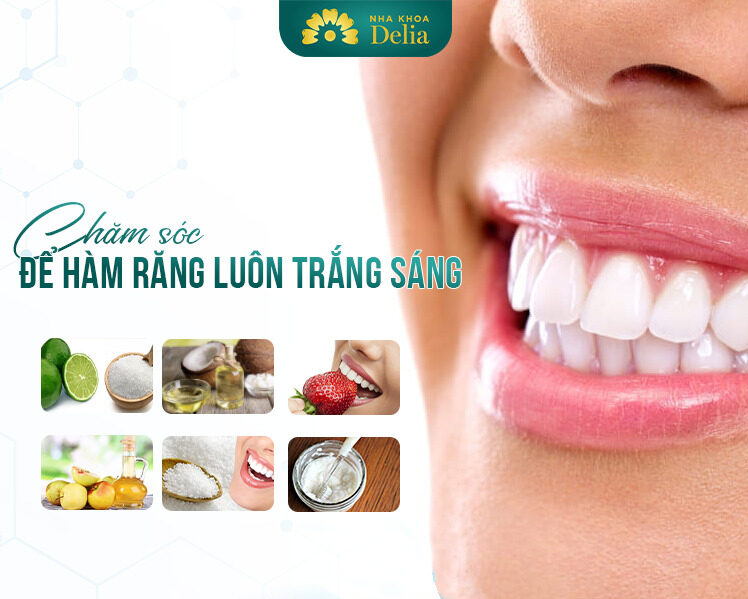 NHA KHOA
Delia
Chăm sóc
ĐỂ HÀM RĂNG LUÔN TRẮNG SÁNG